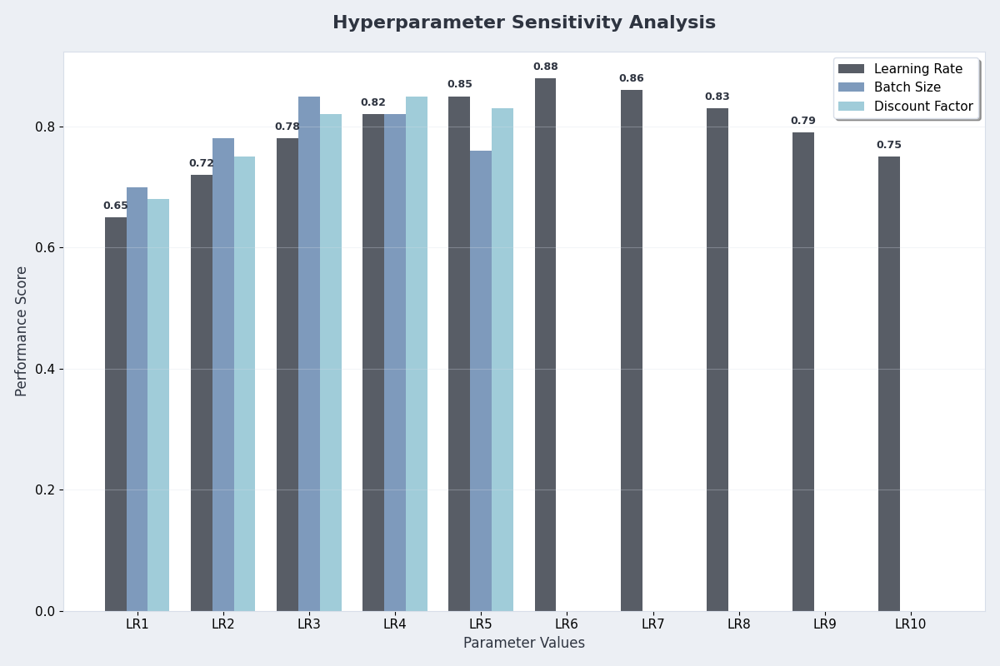 Hyperparameter Sensitivity Analysis
Learning Rate
Batch Size
Discount Factor
0.65
0.72
0.78
0.82
0.85
0.88
0.86
0.83
0.79
0.75
Performance Score
0.8
0.6
0.4
0.2
0.0
LR1
LR2
LR3
LR4
LR5
LR6
LR7
LR8
LR9
LR10
Parameter Values